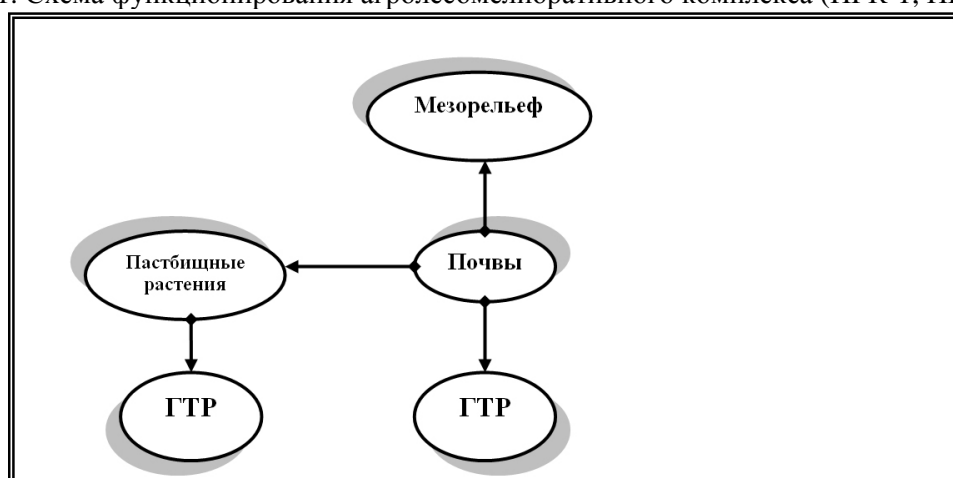 Схема функционирования агролесомелиоративного комплекса
Мезорельеф
Пастбищные
растения
Почвы
ГТР
ГТР